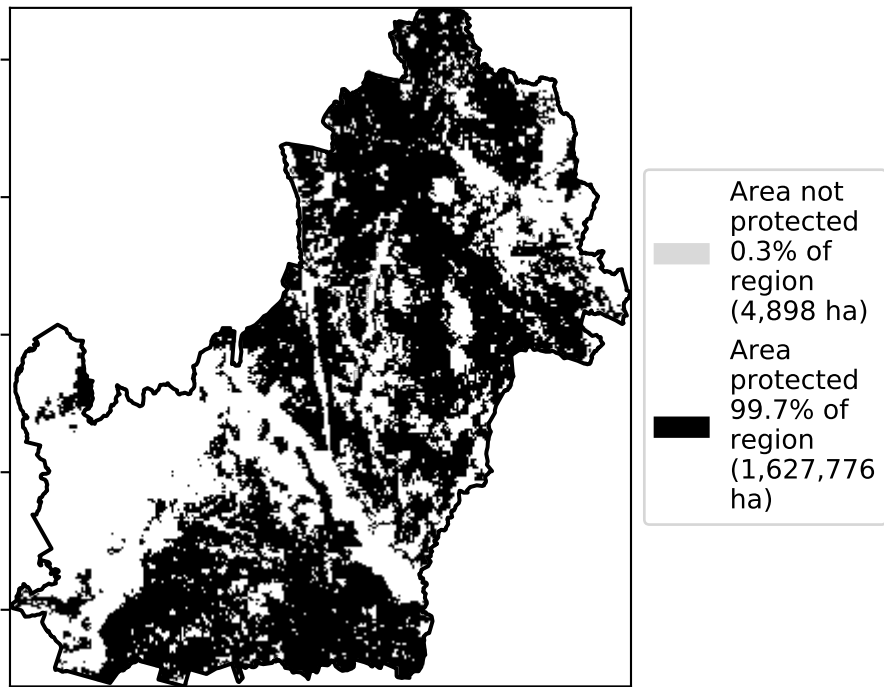 Area not
protected
0.3% of
region
(4,898 ha)
Area
protected
99.7% of
region
(1,627,776
ha)